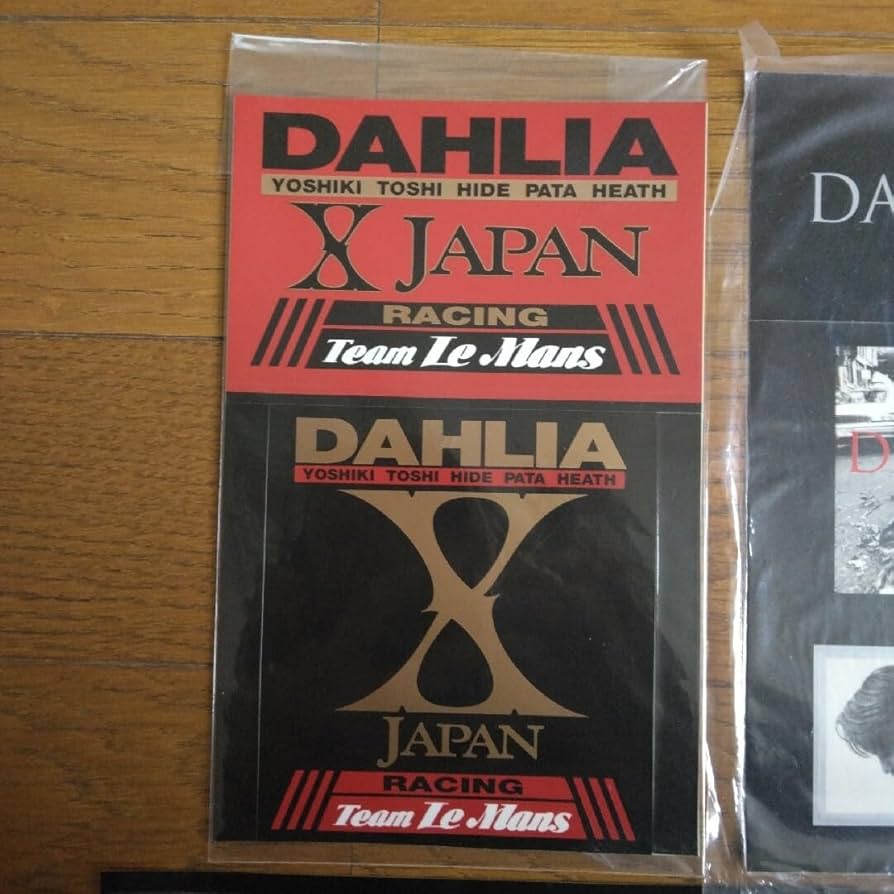 DAHLIA
YOSHIKI TOSHI HIDE PATA HEATH
X JAPAN
RACING
Team Le Mans
DAHLIA
YOSHIKI TOSHI HIDE PATA HEATH
X
JAPAN
RACING
Team Le Mans
DA
D